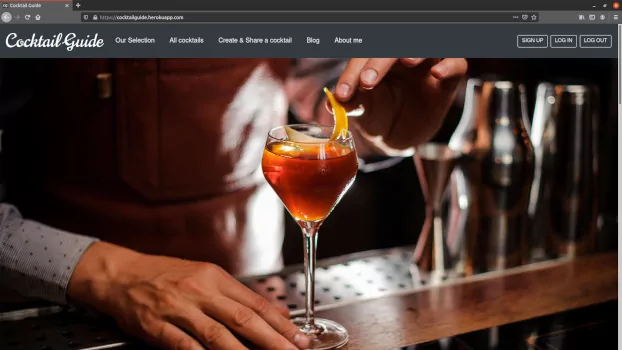 Cocktail Guide
https://cocktailguide.herokuapp.com
Cocktail Guide
Our Selection
All cocktails
Create & Share a cocktail
Blog
About me
SIGN UP
LOG IN
LOG OUT